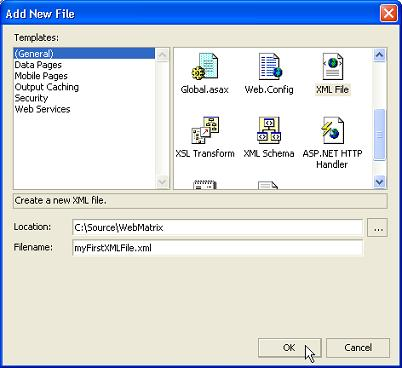 Add New File
Templates:
(General)
Data Pages
Mobile Pages
Output Caching
Security
Web Services
Global.asax
Web.Config
XML File
XSL Transform
XML Schema
ASP.NET HTTP
Handler
Create a new XML file.
Location:
C:\Source\WebMatrix
...
Filename:
myFirstXMLFile.xml
OK
Cancel